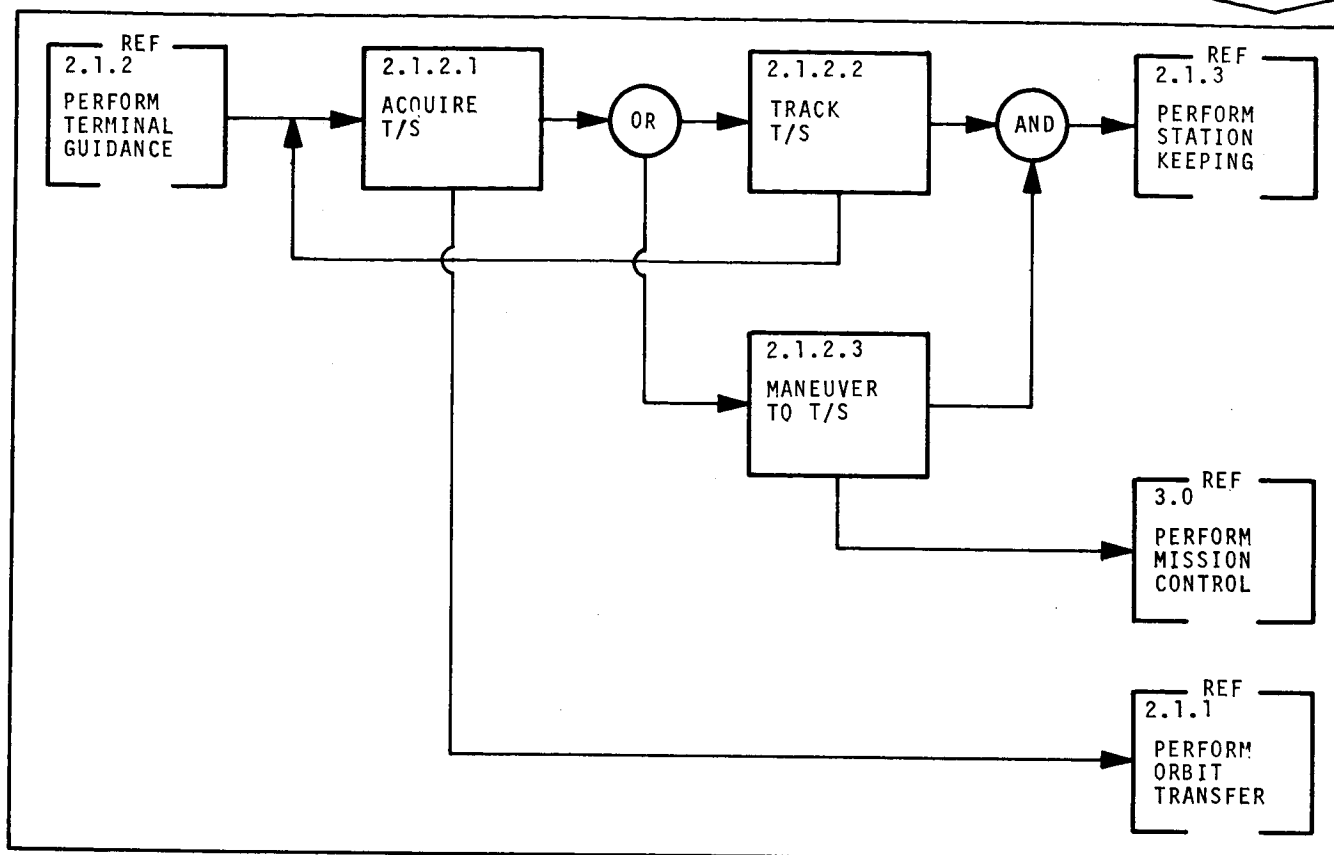 REF
2.1.2
PERFORM
TERMINAL
GUIDANCE
2.1.2.1
ACQUIRE
T/S
OR
2.1.2.2
TRACK
T/S
AND
REF
2.1.3
PERFORM
STATION
KEEPING
2.1.2.3
MANEUVER
TO T/S
REF
3.0
PERFORM
MISSION
CONTROL
REF
2.1.1
PERFORM
ORBIT
TRANSFER